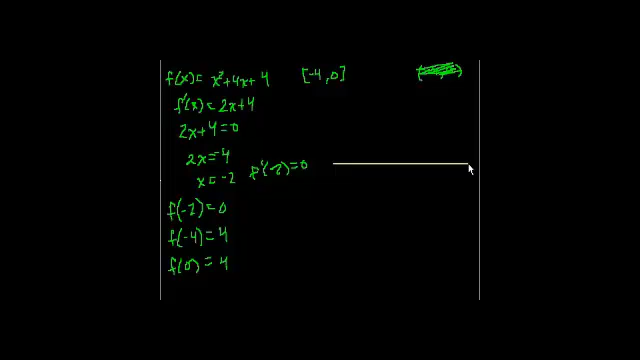 f(x) = x²+4x+4 [-4,0]
f'(x) = 2x+4
2x+4=0
2x=-4
x=-2 f'(-2)=0
f(-2)=0
f(-4)=4
f(0)=4